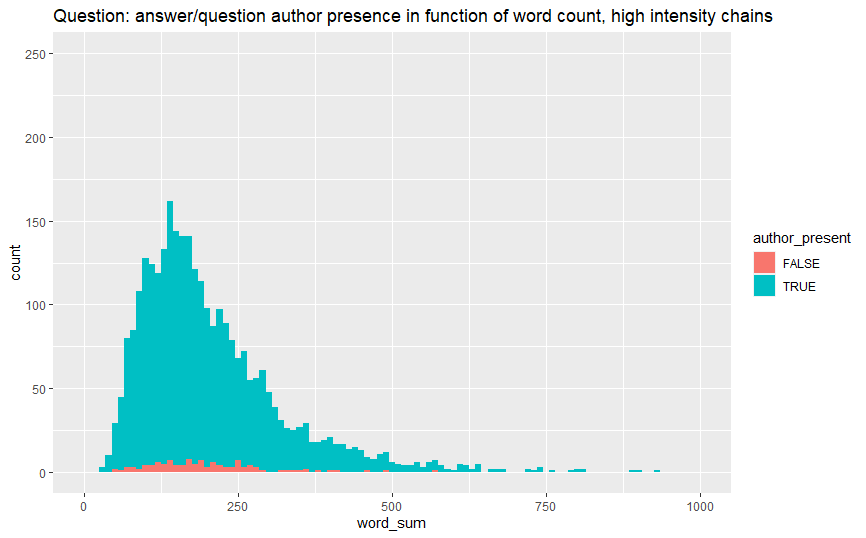 Question: answer/question author presence in function of word count, high intensity chains
250
200
150
100
50
0
count
0
250
500
750
1000
word_sum
author_present
FALSE
TRUE